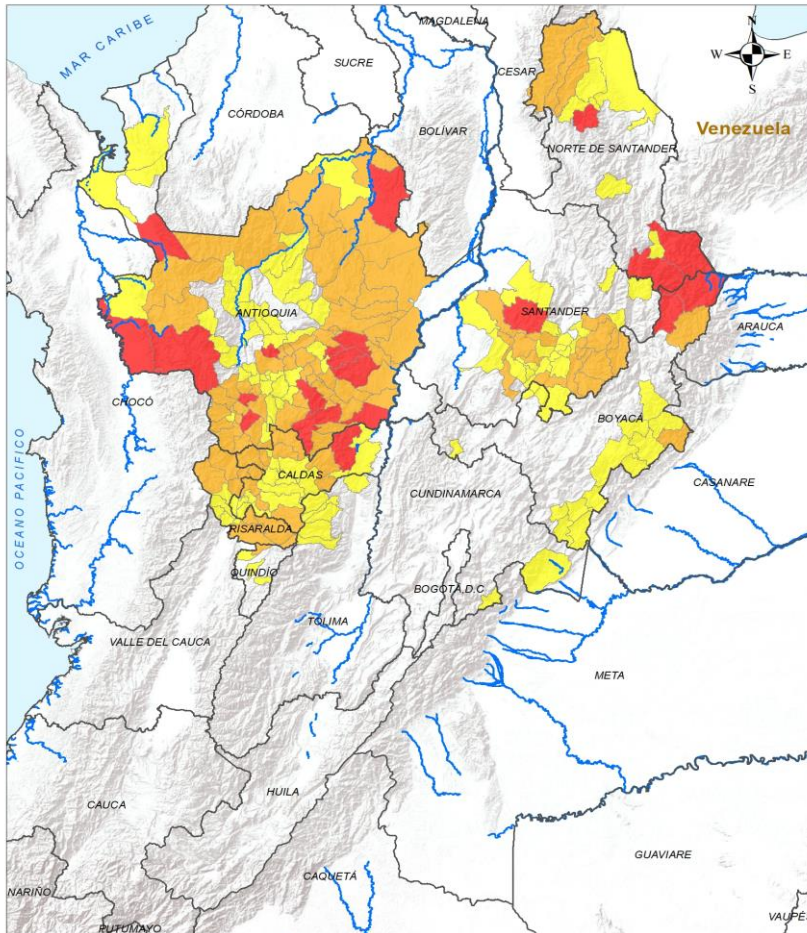 MAGDALENA
MAR CARIBE
SUCRE
CESAR
N
W E
S
CÓRDOBA
BOLÍVAR
Venezuela
NORTE DE SANTANDER
ANTIOQUIA
SANTANDER
ARAUCA
CHOCÓ
BOYACÁ
CALDAS
CUNDINAMARCA
CASANARE
OCEANO PACIFICO
RISARALDA
QUINDÍO
BOGOTÁ, D.C
TOLIMA
VALLE DEL CAUCA
META
HUILA
CAUCA
GUAVIARE
CAQUETÁ
NARIÑO
PUTUMAYO
VAUPÉS